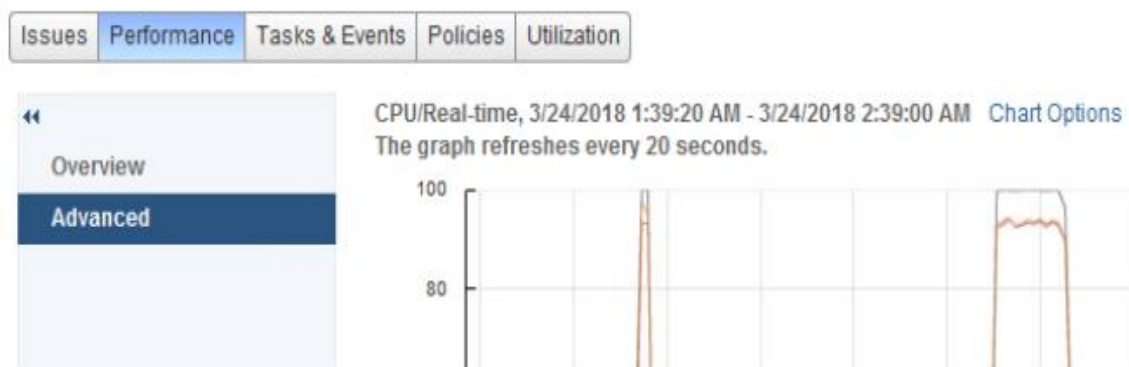 Issues Performance Tasks & Events Policies Utilization
CPU/Real-time, 3/24/2018 1:39:20 AM - 3/24/2018 2:39:00 AM Chart Options
The graph refreshes every 20 seconds.
Overview
Advanced
100
80